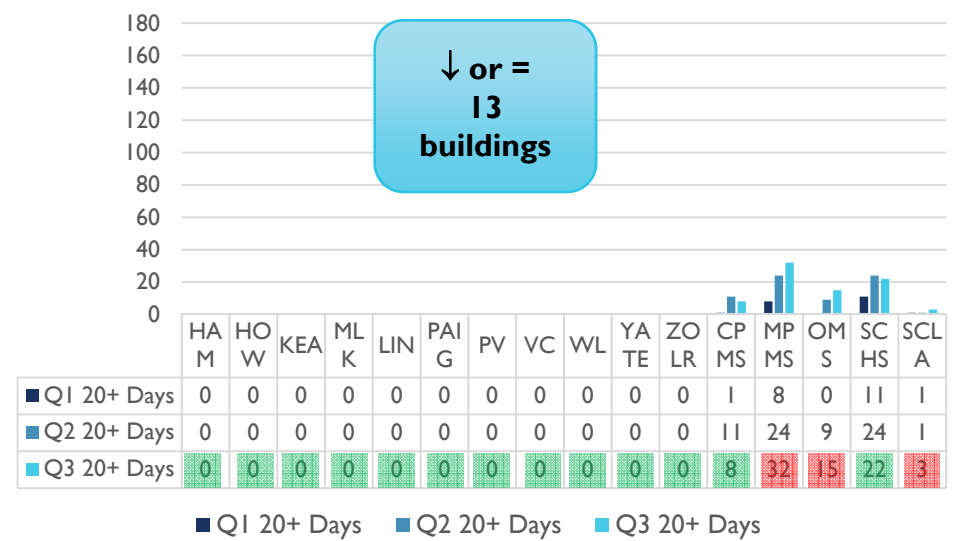 180
160
140
120
100
80
60
40
20
0
↓ or =
13
buildings
HA
M
HO
W
KEA
ML
K
LIN
PAI
G
PV
VC
WL
YA
TE
ZO
LR
CP
MS
MP
MS
OM
S
SC
HS
SCL
A
Q1 20+ Days 0 0 0 0 0 0 0 0 0 0 0 1 8 0 11 1
Q2 20+ Days 0 0 0 0 0 0 0 0 0 0 0 11 24 9 24 1
Q3 20+ Days 0 0 0 0 0 0 0 0 0 0 0 8 32 15 22 3
Q1 20+ Days Q2 20+ Days Q3 20+ Days